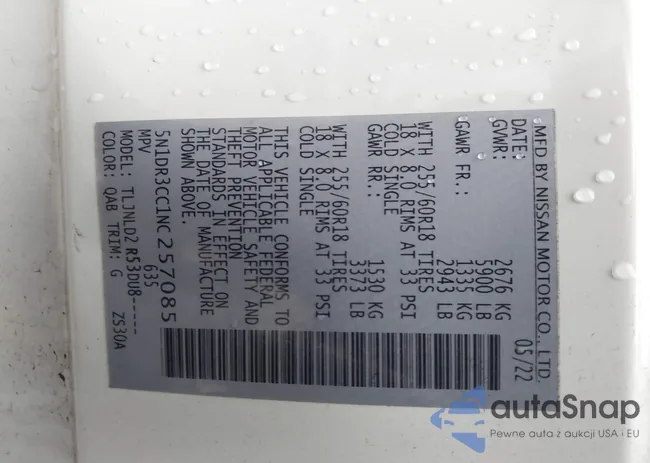 MFD BY NISSAN MOTOR CO., LTD.
DATE: 05/22
GVWR: 2676 KG
5900 LB
GAWR FR.: 1335 KG
2943 LB
WITH 255/60R18 TIRES
18 X 8.0 RIMS AT 33 PSI
COLD SINGLE
GAWR RR.: 1530 KG
3373 LB
WITH 255/60R18 TIRES
18 X 8.0 RIMS AT 33 PSI
COLD SINGLE
THIS VEHICLE CONFORMS TO
ALL APPLICABLE FEDERAL
MOTOR VEHICLE SAFETY AND
THEFT PREVENTION
STANDARDS IN EFFECT ON
THE DATE OF MANUFACTURE
SHOWN ABOVE.
5N1DR3CC1NC257085
MPV 635
MODEL: TLJNLD2 R53DU8-----
COLOR: QAB TRIM: G ZS30A
autoSnap
Pewne auta z aukcji USA i EU